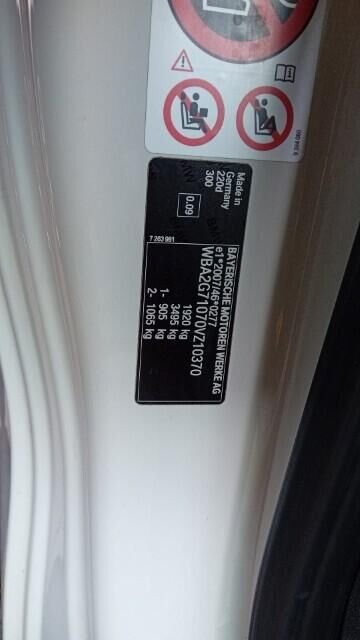 BAYERISCHE MOTOREN WERKE AG
e1*2007/46*0277
WBA2G71070VZ10370
1920 kg
3495 kg
1- 905 kg
2- 1065 kg
Made in
Germany
220d
300
0.09
7 263 961